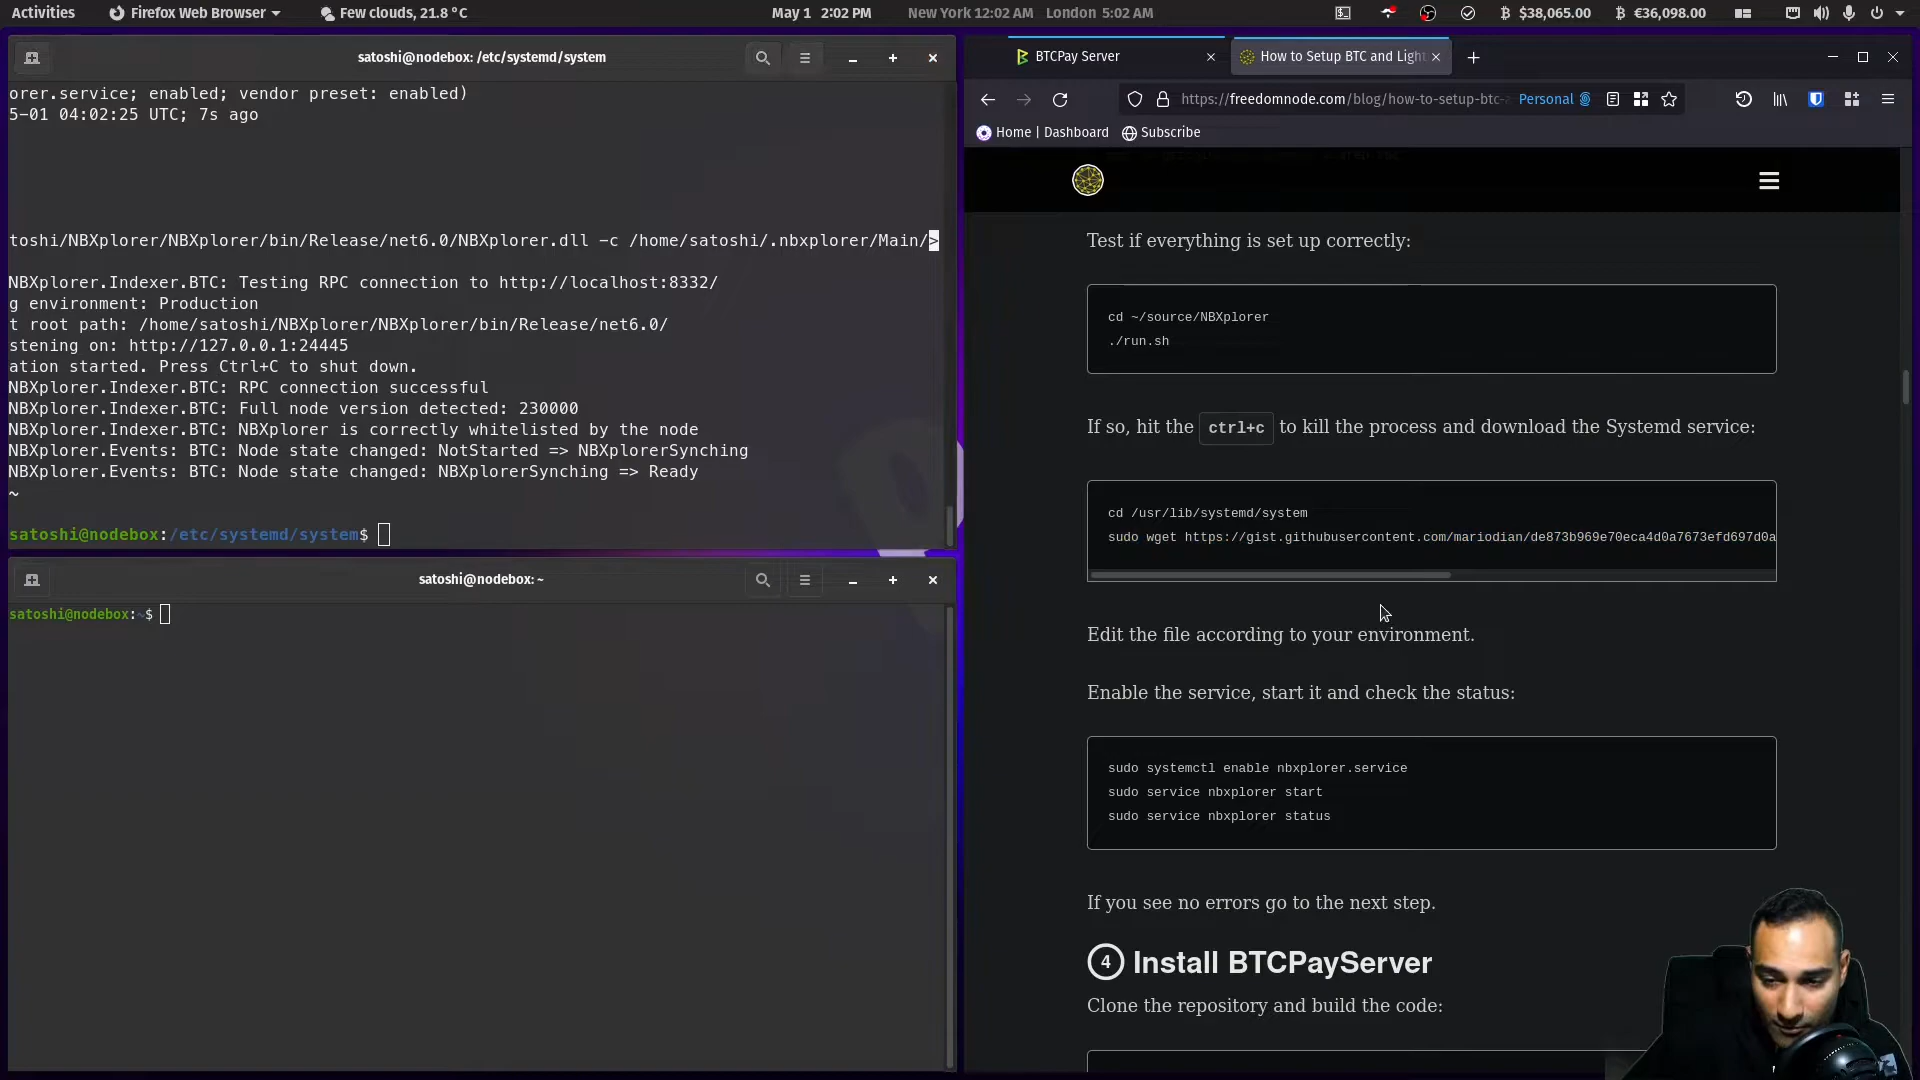 Activities
Firefox Web Browser
Few clouds, 21.8 °C
May 1 2:02 PM
New York 12:02 AM London 5:02 AM
$38,065.00
€36,098.00
satoshi@nodebox: /etc/systemd/system
orer.service; enabled; vendor preset: enabled)
5-01 04:02:25 UTC; 7s ago
toshi/NBXplorer/NBXplorer/bin/Release/net6.0/NBXplorer.dll -c /home/satoshi/.nbxplorer/Main/>
NBXplorer.Indexer.BTC: Testing RPC connection to http://localhost:8332/
g environment: Production
t root path: /home/satoshi/NBXplorer/NBXplorer/bin/Release/net6.0/
stening on: http://127.0.0.1:24445
ation started. Press Ctrl+C to shut down.
NBXplorer.Indexer.BTC: RPC connection successful
NBXplorer.Indexer.BTC: Full node version detected: 230000
NBXplorer.Indexer.BTC: NBXplorer is correctly whitelisted by the node
NBXplorer.Events: BTC: Node state changed: NotStarted => NBXplorerSynching
NBXplorer.Events: BTC: Node state changed: NBXplorerSynching => Ready
~
satoshi@nodebox:/etc/systemd/system$
satoshi@nodebox: ~
satoshi@nodebox:~$
BTCPay Server
How to Setup BTC and Light
https://freedomnode.com/blog/how-to-setup-btc-
Personal
Home | Dashboard
Subscribe
Test if everything is set up correctly:
cd ~/source/NBXplorer
./run.sh
If so, hit the ctrl+c to kill the process and download the Systemd service:
cd /usr/lib/systemd/system
sudo wget https://gist.githubusercontent.com/mariodian/de873b969e70eca4d0a7673efd697d0a
Edit the file according to your environment.
Enable the service, start it and check the status:
sudo systemctl enable nbxplorer.service
sudo service nbxplorer start
sudo service nbxplorer status
If you see no errors go to the next step.
4 Install BTCPayServer
Clone the repository and build the code: